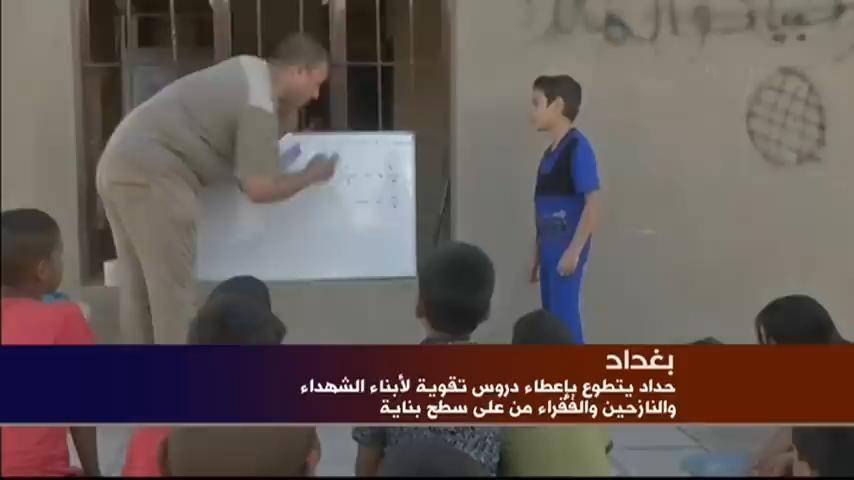 بغداد
حداد يتطوع بإعطاء دروس تقوية لأبناء الشهداء
والنازحين والفقراء من على سطح بناية